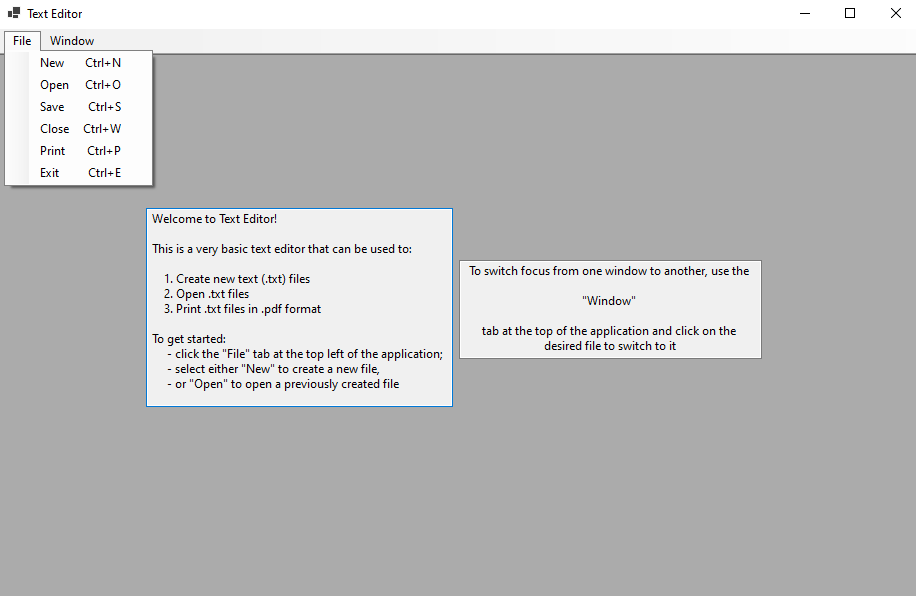 Text Editor
File Window
New Ctrl+N
Open Ctrl+O
Save Ctrl+S
Close Ctrl+W
Print Ctrl+P
Exit Ctrl+E
Welcome to Text Editor!
This is a very basic text editor that can be used to:
1. Create new text (.txt) files
2. Open .txt files
3. Print .txt files in .pdf format
To get started:
- click the "File" tab at the top left of the application;
- select either "New" to create a new file,
- or "Open" to open a previously created file
To switch focus from one window to another, use the
"Window"
tab at the top of the application and click on the
desired file to switch to it